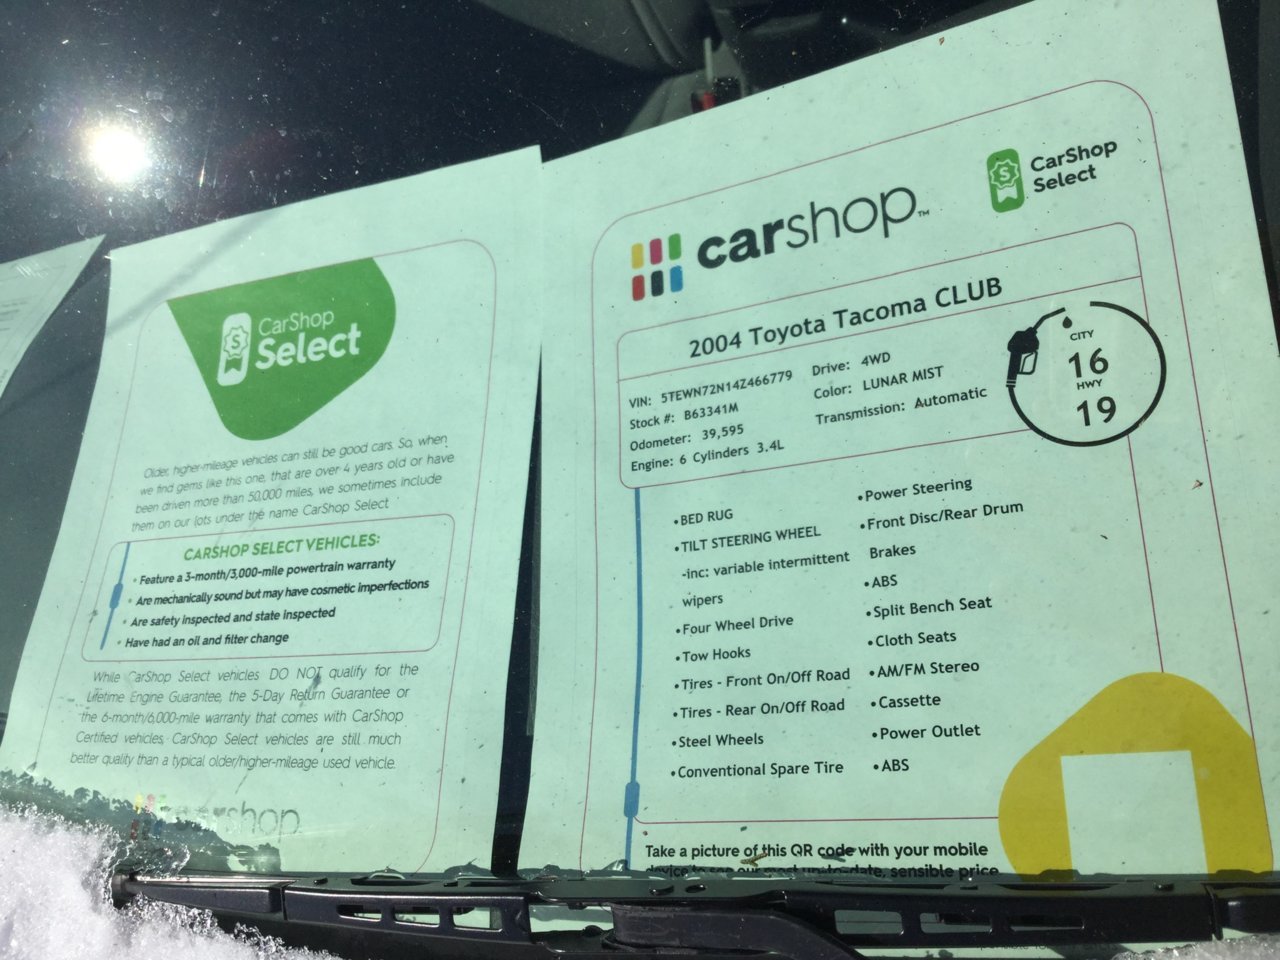 CarShop
Select
Older, higher-mileage vehicles can still be good cars. So, when
we find gems like this one, that are over 4 years old or have
been driven more than 50,000 miles, we sometimes include
them on our lots under the name CarShop Select
CARSHOP SELECT VEHICLES:
• Feature a 3-month/3,000-mile powertrain warranty
• Are mechanically sound but may have cosmetic imperfections
• Are safety inspected and state inspected
• Have had an oil and filter change
While CarShop Select vehicles DO NOT qualify for the
Lifetime Engine Guarantee, the 5-Day Return Guarantee or
the 6-month/6,000-mile warranty that comes with CarShop
Certified vehicles, CarShop Select vehicles are still much
better quality than a typical older/higher-mileage used vehicle.
carshop
carshop™
S
CarShop
Select
2004 Toyota Tacoma CLUB
VIN: 5TEWN72N14Z466779
Stock #: B63341M
Odometer: 39,595
Engine: 6 Cylinders 3.4L
Drive: 4WD
Color: LUNAR MIST
Transmission: Automatic
CITY
16
HWY
19
• BED RUG
• TILT STEERING WHEEL
-inc: variable intermittent
wipers
• Four Wheel Drive
• Tow Hooks
• Tires - Front On/Off Road
• Tires - Rear On/Off Road
• Steel Wheels
• Conventional Spare Tire
• Power Steering
• Front Disc/Rear Drum
Brakes
• ABS
• Split Bench Seat
• Cloth Seats
• AM/FM Stereo
• Cassette
• Power Outlet
• ABS
Take a picture of this QR code with your mobile
device to see our most up-to-date, sensible price